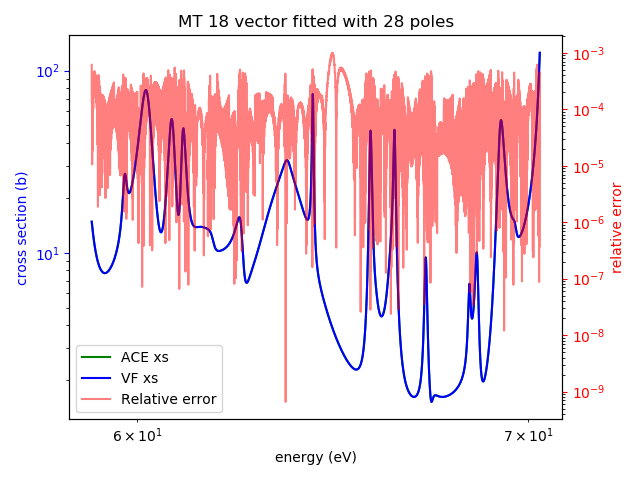 MT 18 vector fitted with 28 poles
cross section (b)
10²
10¹
ACE xs
VF xs
Relative error
10⁻³
10⁻⁴
10⁻⁵
10⁻⁶
10⁻⁷
10⁻⁸
10⁻⁹
relative error
6 × 10¹
7 × 10¹
energy (eV)